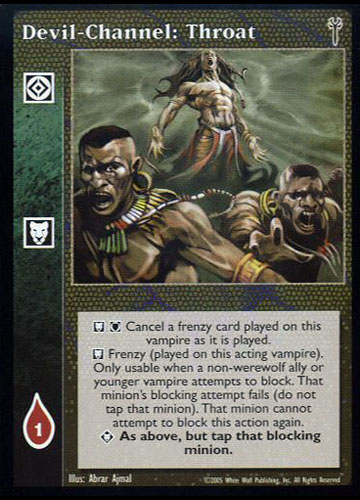 Devil-Channel: Throat
Cancel a frenzy card played on this
vampire as it is played.
Frenzy (played on this acting vampire).
Only usable when a non-werewolf ally or
younger vampire attempts to block. That
minion's blocking attempt fails (do not
tap that minion). That minion cannot
attempt to block this action again.
As above, but tap that blocking
minion.
1
Illus: Abrar Ajmal
©2005 White Wolf Publishing, Inc. All Rights Reserved